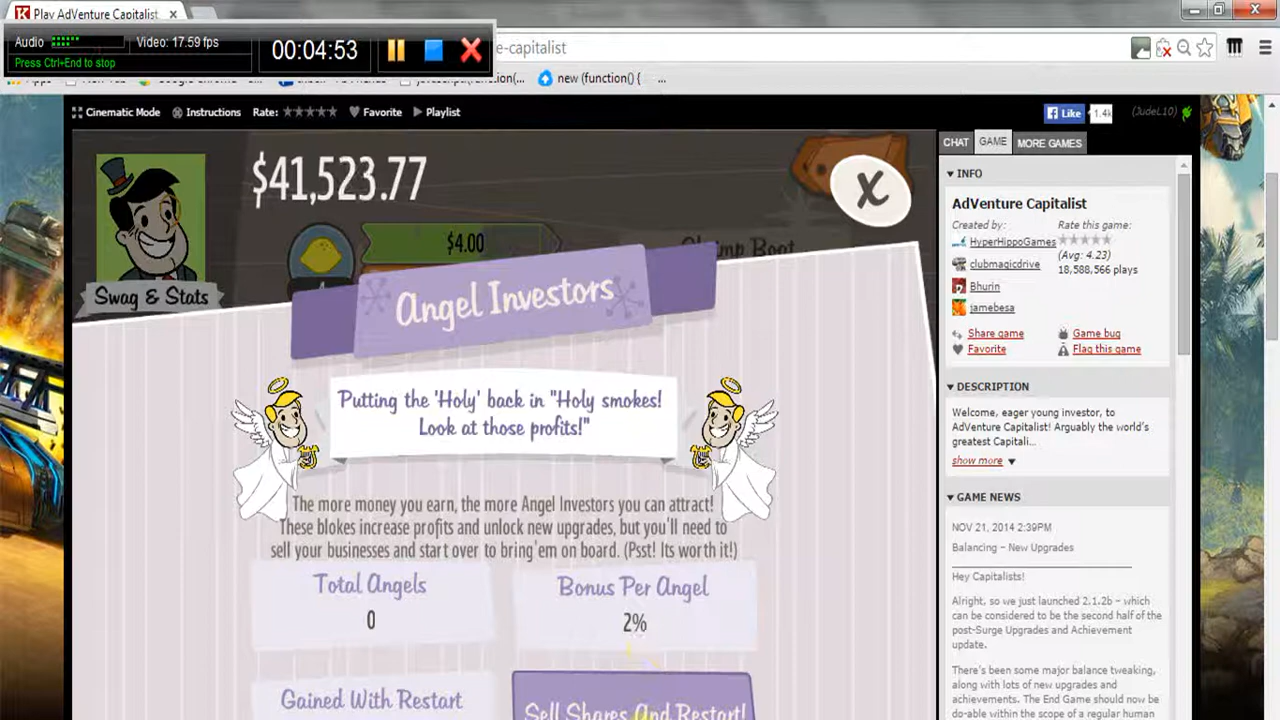 Play AdVenture Capitalist
Audio
Video: 17.59 fps
00:04:53
Press Ctrl+End to stop
e-capitalist
new (function() {
...
Cinematic Mode
Instructions
Rate:
Favorite
Playlist
Like
1.4k
(JudeL10)
CHAT
GAME
MORE GAMES
$41,523.77
X
$4.00
Swag & Stats
Angel Investors
Putting the 'Holy' back in "Holy smokes!
Look at those profits!"
The more money you earn, the more Angel Investors you can attract!
These blokes increase profits and unlock new upgrades, but you'll need to
sell your businesses and start over to bring'em on board. (Psst! Its worth it!)
Total Angels
0
Bonus Per Angel
2%
Gained With Restart
Sell Shares And Restart!
INFO
AdVenture Capitalist
Created by:
HyperHippoGames
clubmagicdrive
Bhurin
jamebesa
Rate this game:
(Avg: 4.23)
18,588,566 plays
Share game
Favorite
Game bug
Flag this game
DESCRIPTION
Welcome, eager young investor, to
AdVenture Capitalist! Arguably the world's
greatest Capitali...
show more
GAME NEWS
NOV 21, 2014 2:39PM
Balancing – New Upgrades
Hey Capitalists!
Alright, so we just launched 2.1.2b – which
can be considered to be the second half of the
post-Surge Upgrades and Achievement
update.
There's been some major balance tweaking,
along with lots of new upgrades and
achievements. The End Game should now be
do-able within the scope of a regular human